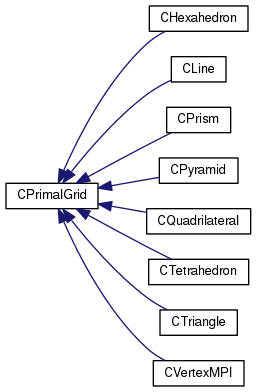 CHexahedron
CLine
CPrism
CPyramid
CPrimalGrid
CQuadrilateral
CTetrahedron
CTriangle
CVertexMPI